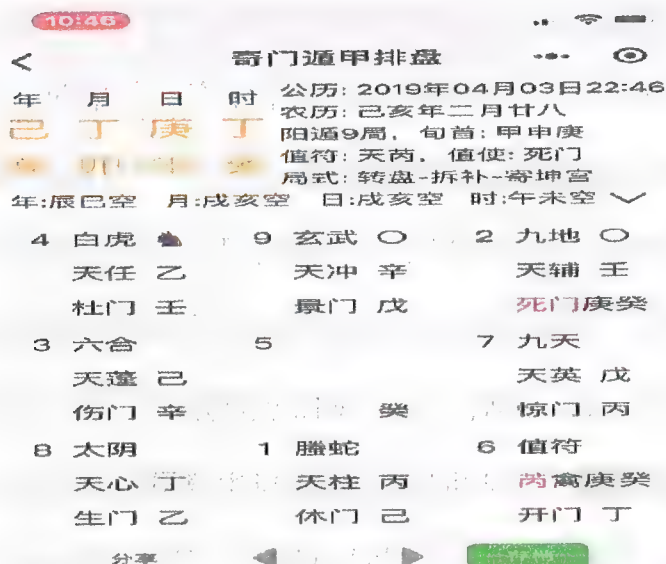 10:46
奇门遁甲排盘
年 月 日 时
公历: 2019年04月03日22:46
农历: 己亥年二月廿八
己 丁 庚 丁
阳遁9局, 旬首: 甲申庚
值符: 天芮, 值使: 死门
局式: 转盘-拆补-寄坤宫
年:辰巳空 月:戌亥空 日:戌亥空 时:午未空
4 白虎 9 玄武 〇 2 九地 〇
天任 乙 天冲 辛 天辅 壬
杜门 壬 景门 戊 死门庚癸
3 六合 5 7 九天
天蓬 己 天英 戊
伤门 辛 癸 惊门 丙
8 太阴 1 螣蛇 6 值符
天心 丁 天柱 丙 芮禽庚癸
生门 乙 休门 己 开门 丁
分享